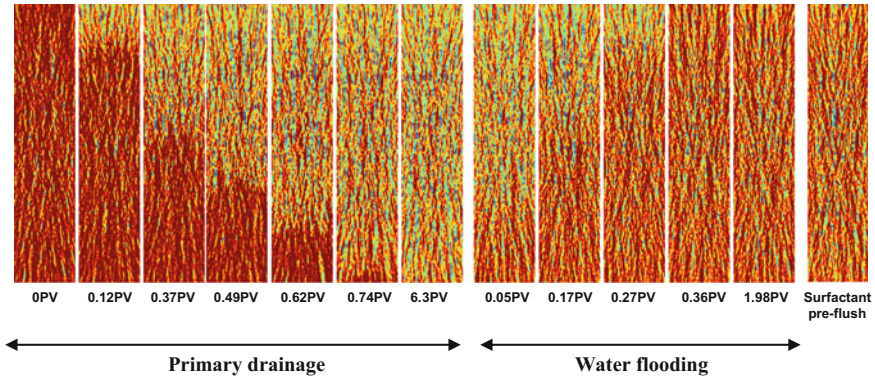 0PV 0.12PV 0.37PV 0.49PV 0.62PV 0.74PV 6.3PV 0.05PV 0.17PV 0.27PV 0.36PV 1.98PV Surfactant
pre-flush
Primary drainage Water flooding